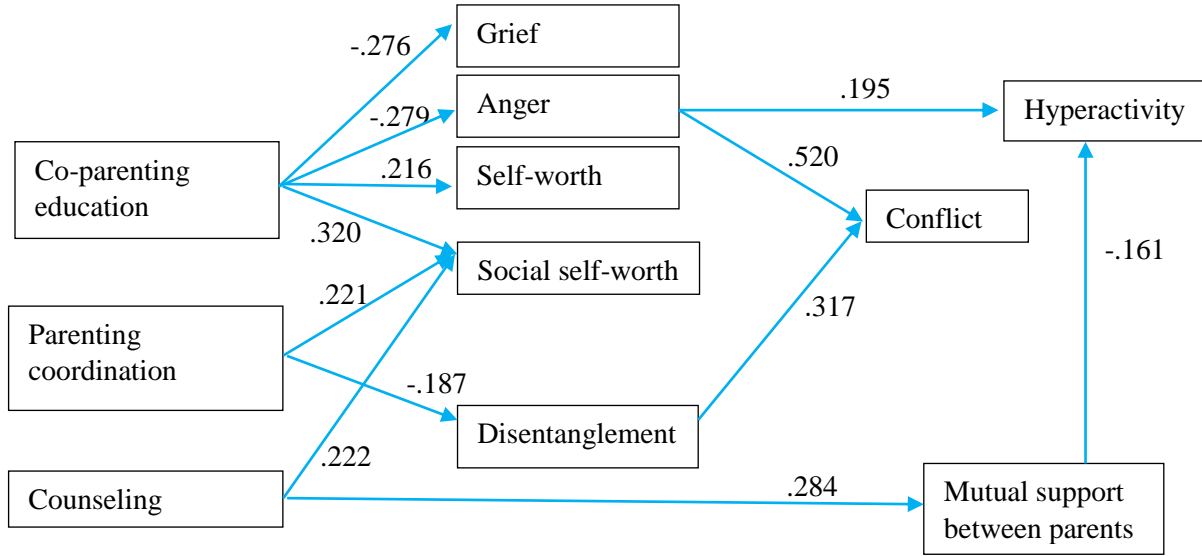 Grief
-.276
Anger
.195
Hyperactivity
-.279
.520
Co-parenting
education
.216
Self-worth
Conflict
.320
Social self-worth
-.161
.221
.317
Parenting
coordination
-.187
Disentanglement
.222
Counseling
.284
Mutual support
between parents